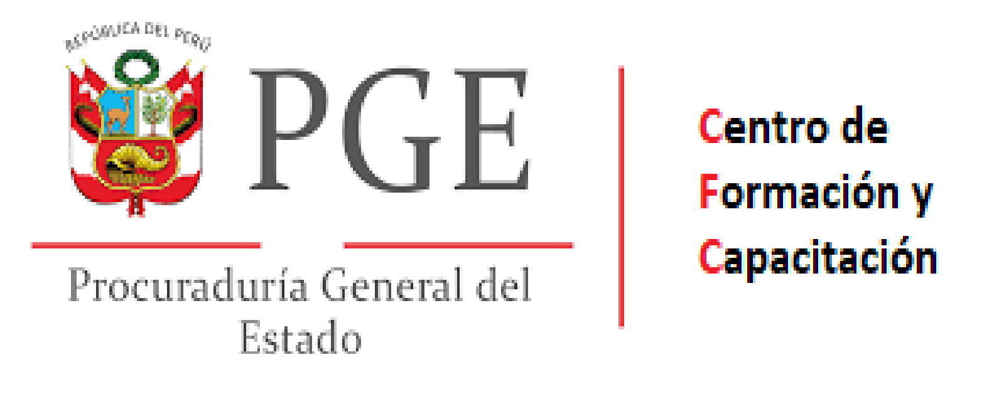 REPÚBLICA DEL PERÚ
PGE
Procuraduría General del
Estado
Centro de
Formación y
Capacitación